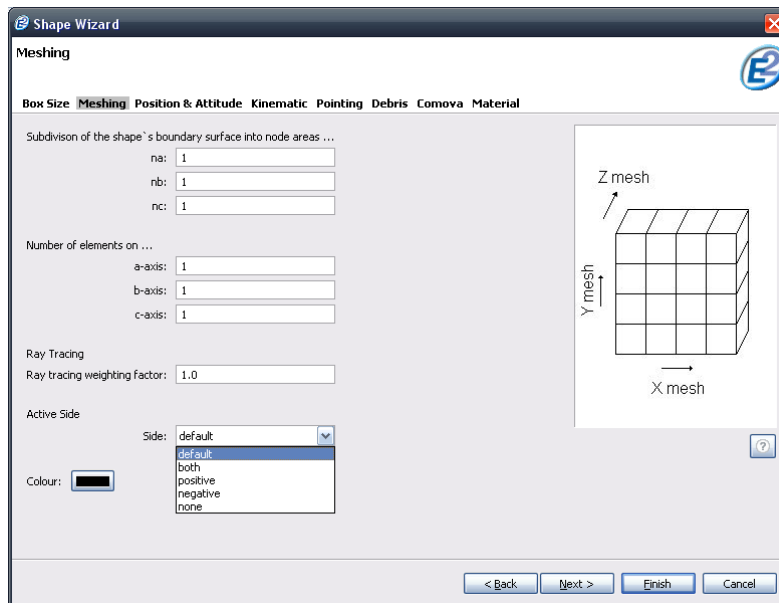 Shape Wizard
Meshing
E2
Box Size Meshing Position & Attitude Kinematic Pointing Debris Comova Material
Subdivison of the shape`s boundary surface into node areas ...
na: 1
nb: 1
nc: 1
Number of elements on ...
a-axis: 1
b-axis: 1
c-axis: 1
Ray Tracing
Ray tracing weighting factor: 1.0
Active Side
Side: default
default
both
positive
negative
none
Colour:
Z mesh
Y mesh
X mesh
?
< Back Next > Finish Cancel